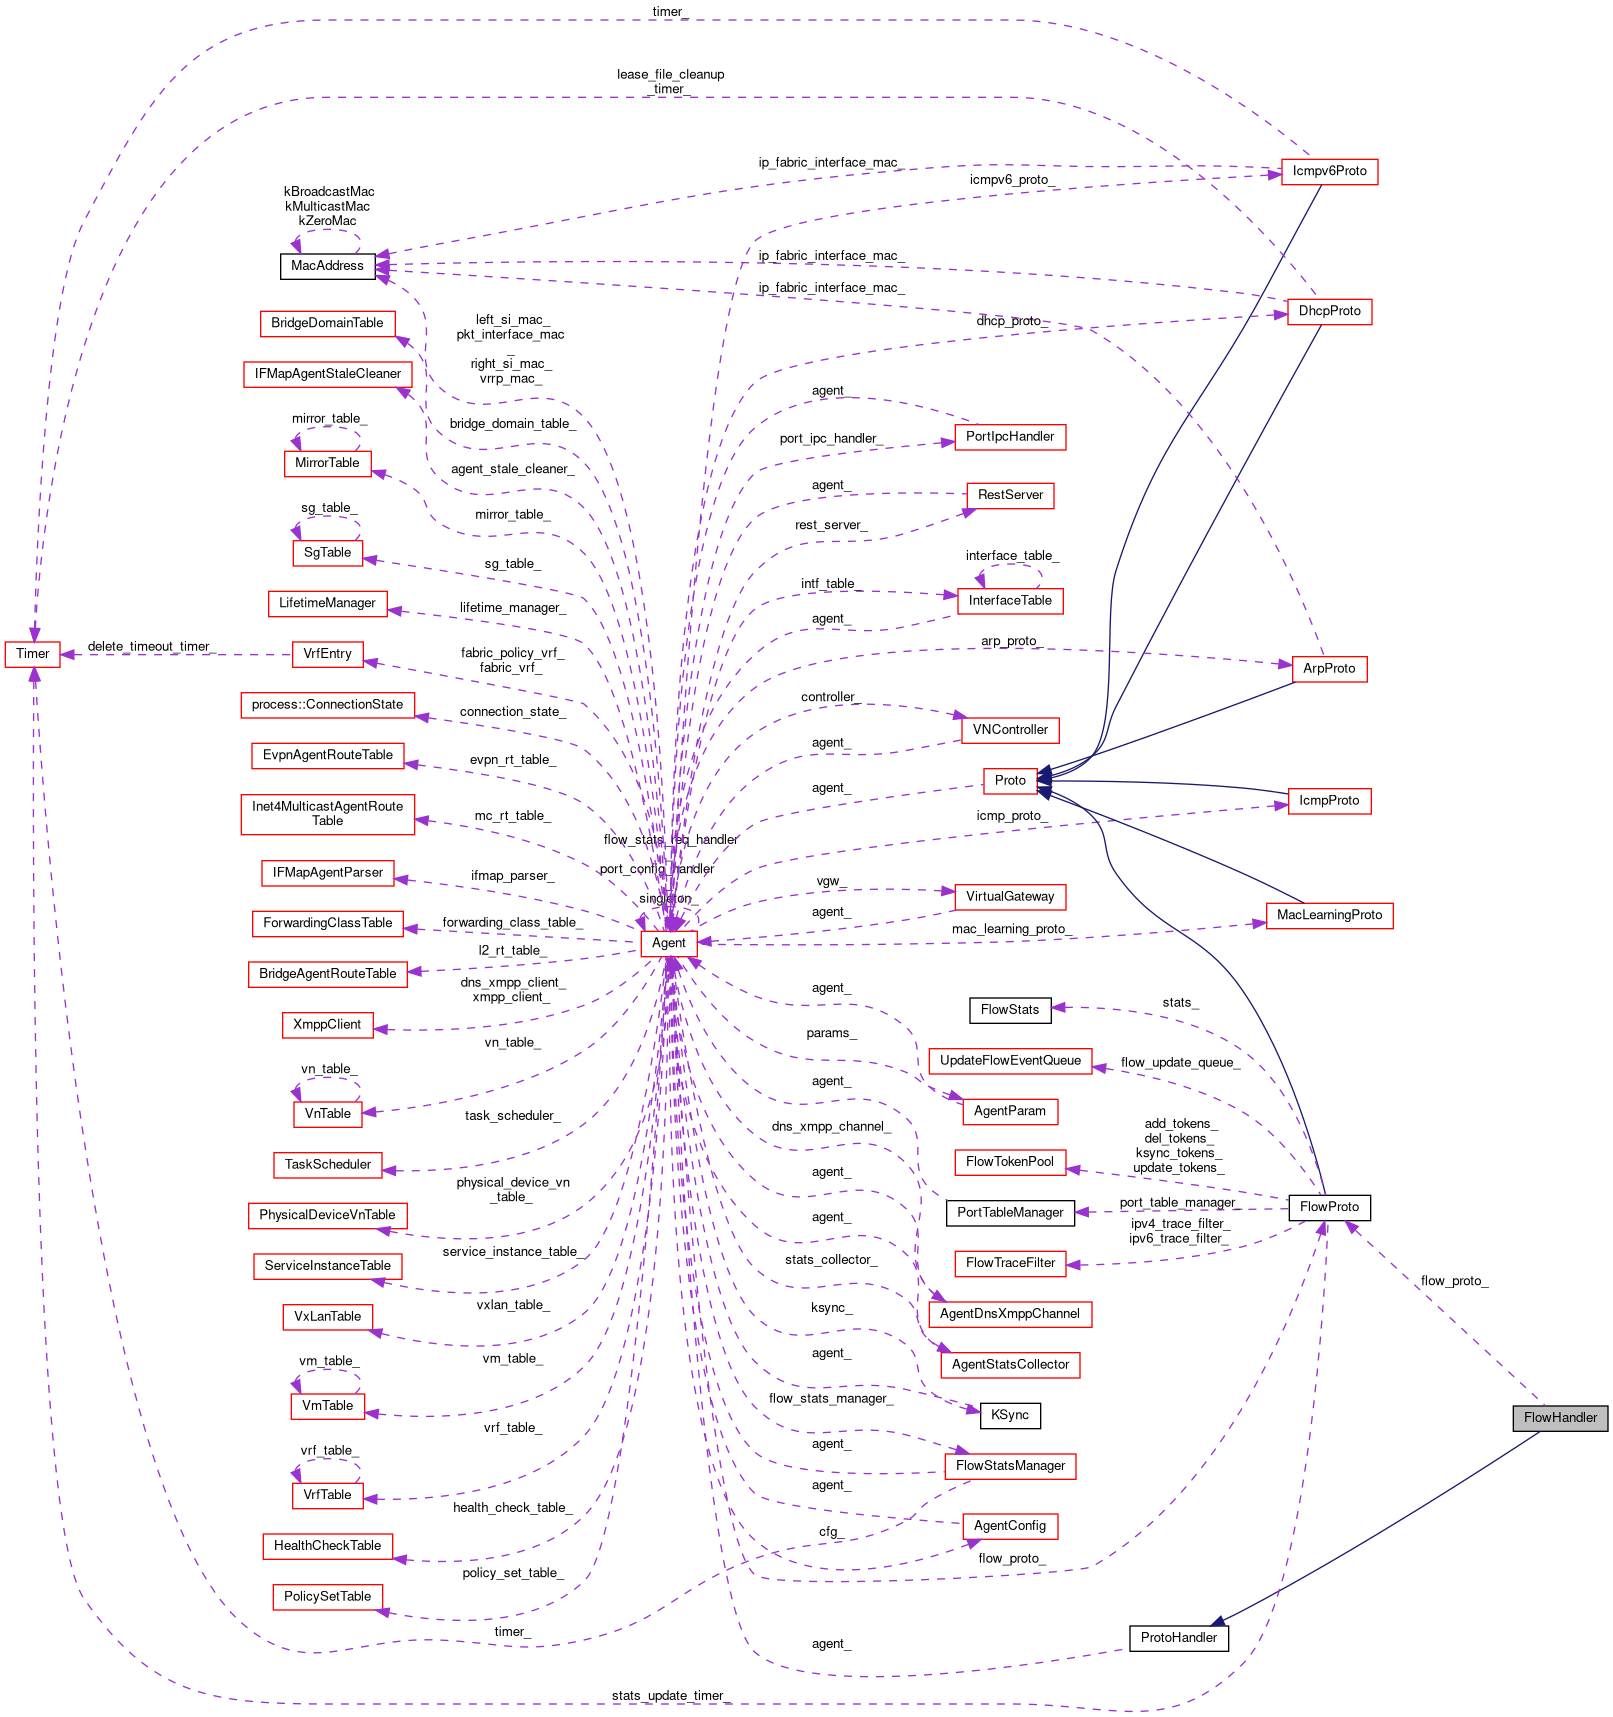 timer_
lease_file_cleanup
_timer_
Icmpv6Proto
ip_fabric_interface_mac_
icmpv6_proto_
kBroadcastMac
kMulticastMac
kZeroMac
MacAddress
ip_fabric_interface_mac_
ip_fabric_interface_mac_
DhcpProto
dhcp_proto_
BridgeDomainTable
left_si_mac_
pkt_interface_mac
_
right_si_mac_
vrrp_mac_
IFMapAgentStaleCleaner
agent_
mirror_table_
bridge_domain_table_
port_ipc_handler_
PortIpcHandler
MirrorTable
agent_stale_cleaner_
agent_
RestServer
sg_table_
mirror_table_
rest_server_
SgTable
sg_table_
interface_table_
intf_table_
InterfaceTable
LifetimeManager
lifetime_manager_
agent_
arp_proto_
Timer
delete_timeout_timer_
VrfEntry
fabric_policy_vrf_
fabric_vrf_
ArpProto
process::ConnectionState
connection_state_
controller_
VNController
agent_
EvpnAgentRouteTable
evpn_rt_table_
Proto
agent_
Inet4MulticastAgentRoute
Table
mc_rt_table_
icmp_proto_
IcmpProto
flow_stats_req_handler
_
port_config_handler
_
singleton_
IFMapAgentParser
ifmap_parser_
vgw_
VirtualGateway
agent_
ForwardingClassTable
forwarding_class_table_
MacLearningProto
mac_learning_proto_
Agent
BridgeAgentRouteTable
l2_rt_table_
dns_xmpp_client_
xmpp_client_
agent_
FlowStats
stats_
XmppClient
params_
vn_table_
vn_table_
UpdateFlowEventQueue
flow_update_queue_
VnTable
agent_
AgentParam
task_scheduler_
dns_xmpp_channel_
add_tokens_
del_tokens_
ksync_tokens_
update_tokens_
TaskScheduler
FlowTokenPool
agent_
physical_device_vn
_table_
PhysicalDeviceVnTable
PortTableManager
port_table_manager_
FlowProto
agent_
ipv4_trace_filter_
ipv6_trace_filter_
service_instance_table_
ServiceInstanceTable
stats_collector_
FlowTraceFilter
flow_proto_
vxlan_table_
VxLanTable
ksync_
AgentDnsXmppChannel
vm_table_
vm_table_
agent_
AgentStatsCollector
VmTable
flow_stats_manager_
KSync
FlowHandler
vrf_table_
vrf_table_
agent_
FlowStatsManager
VrfTable
agent_
health_check_table_
cfg_
AgentConfig
HealthCheckTable
policy_set_table_
flow_proto_
PolicySetTable
timer_
agent_
ProtoHandler
stats_update_timer_